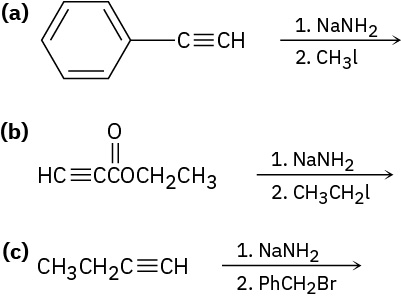 (a)
C≡CH
1. NaNH₂
2. CH₃I
(b)
O
HC≡CCOCH₂CH₃
1. NaNH₂
2. CH₃CH₂I
(c) CH₃CH₂C≡CH
1. NaNH₂
2. PhCH₂Br